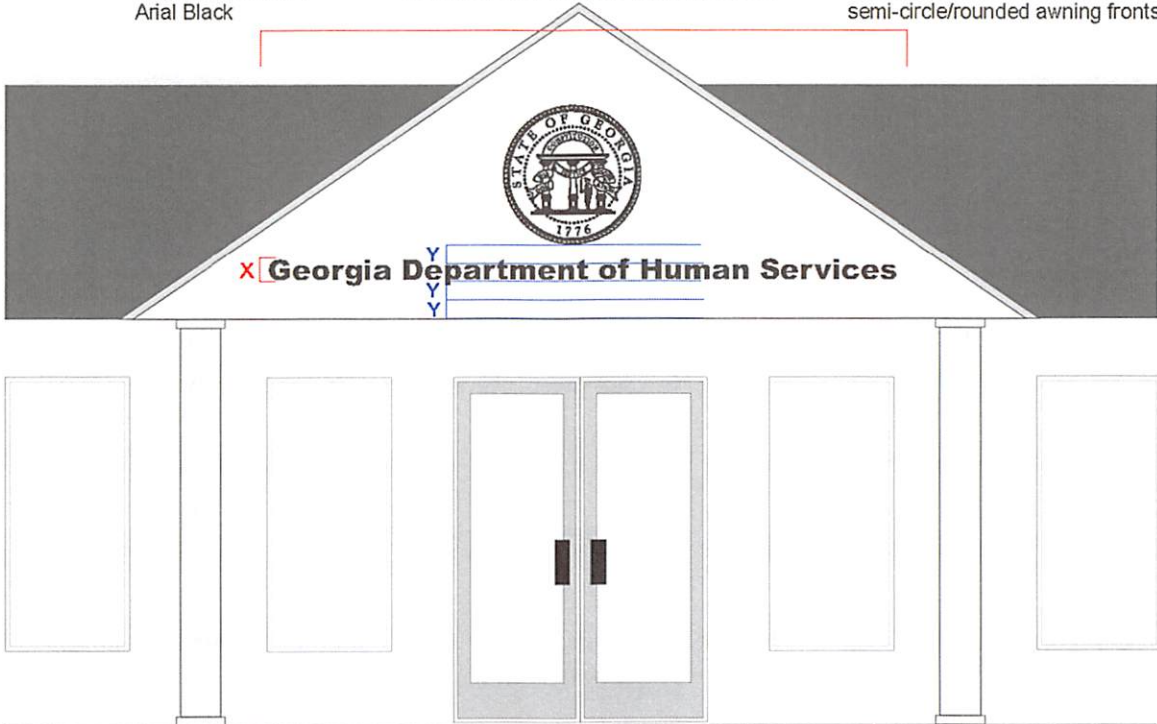 Arial Black
semi-circle/rounded awning fronts
STATE OF GEORGIA
1776
Y
X Georgia Department of Human Services
Y
Y